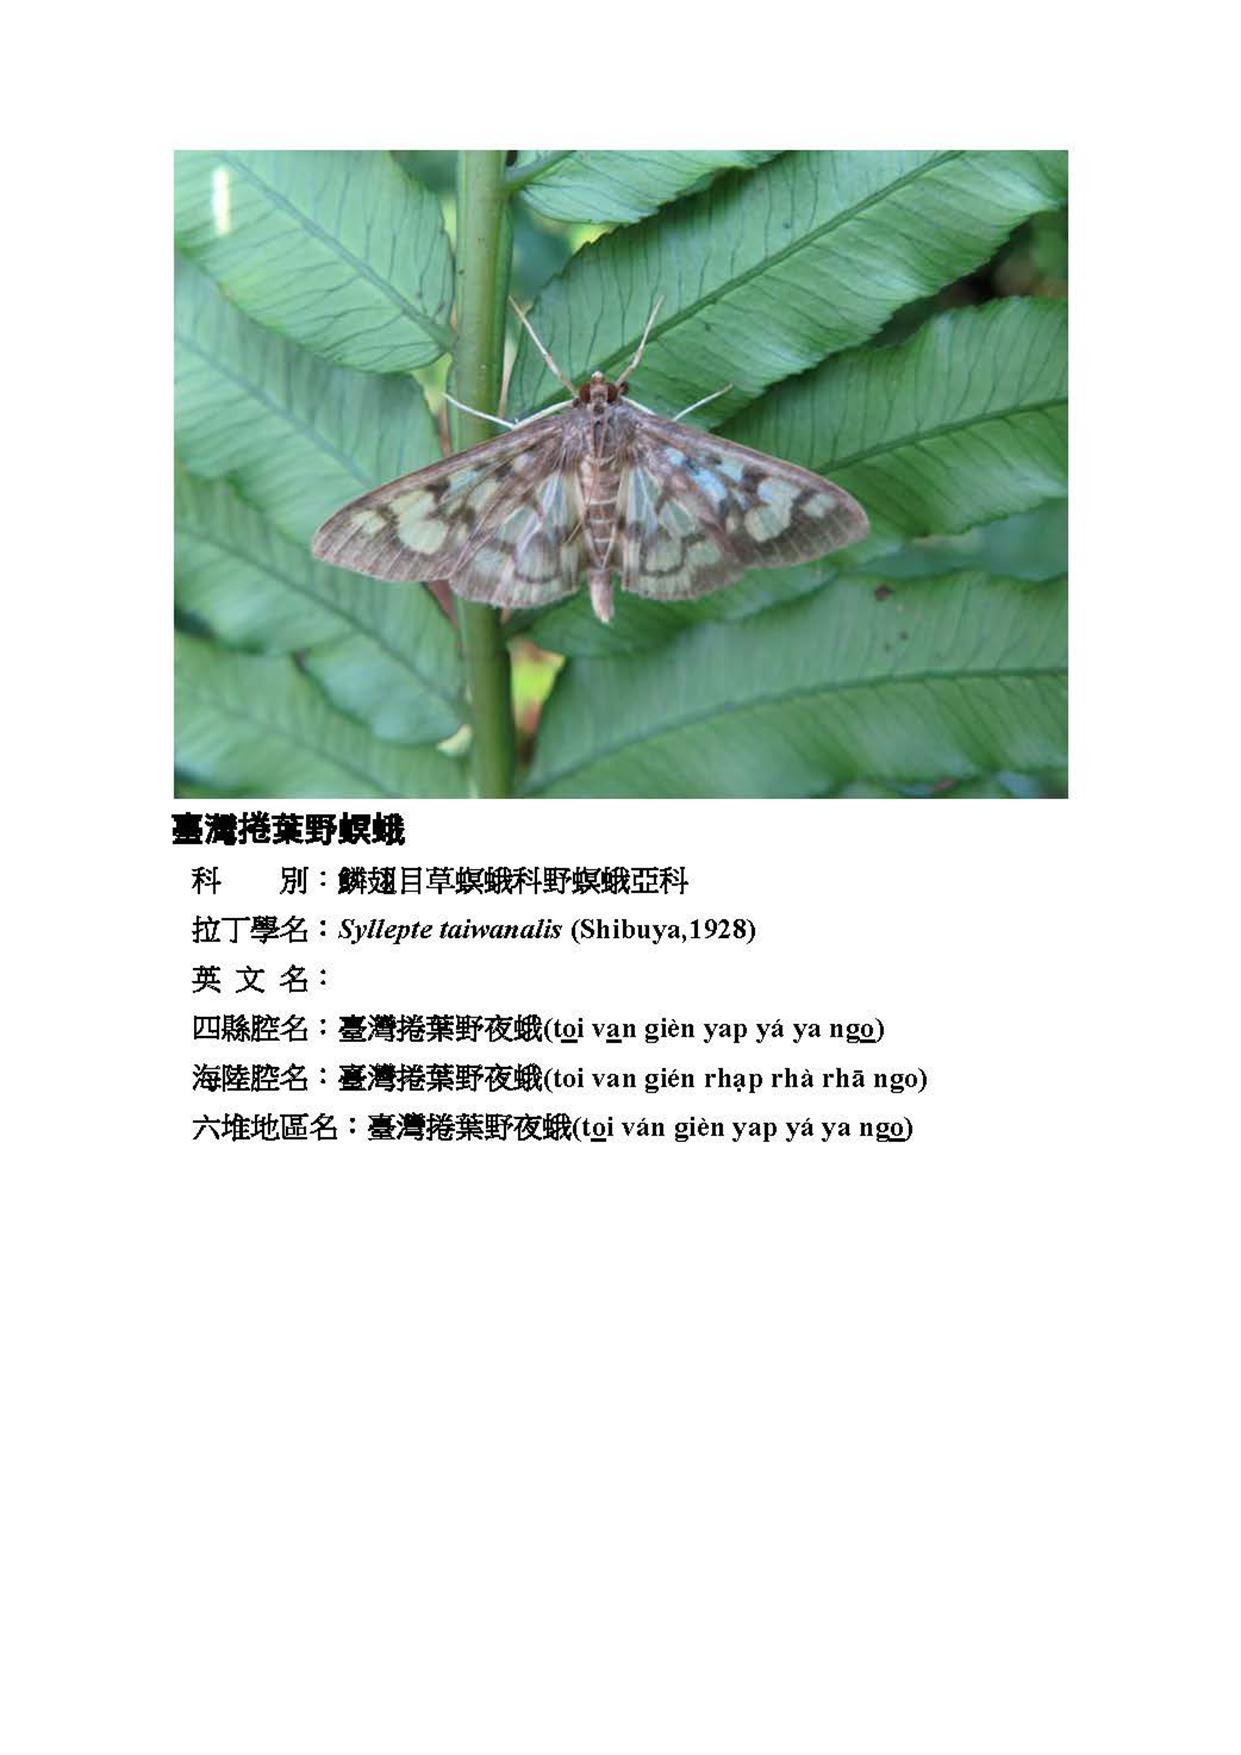 臺灣捲葉野螟蛾
科　　別：鱗翅目草螟蛾科野螟蛾亞科
拉丁學名：Syllepte taiwanalis (Shibuya,1928)
英 文 名：
四縣腔名：臺灣捲葉野夜蛾(to̲i va̲n gièn yap yá ya ngo̲)
海陸腔名：臺灣捲葉野夜蛾(toi van gién rhạp rhà rhā ngo)
六堆地區名：臺灣捲葉野夜蛾(to̲i ván gièn yap yá ya ngo̲)